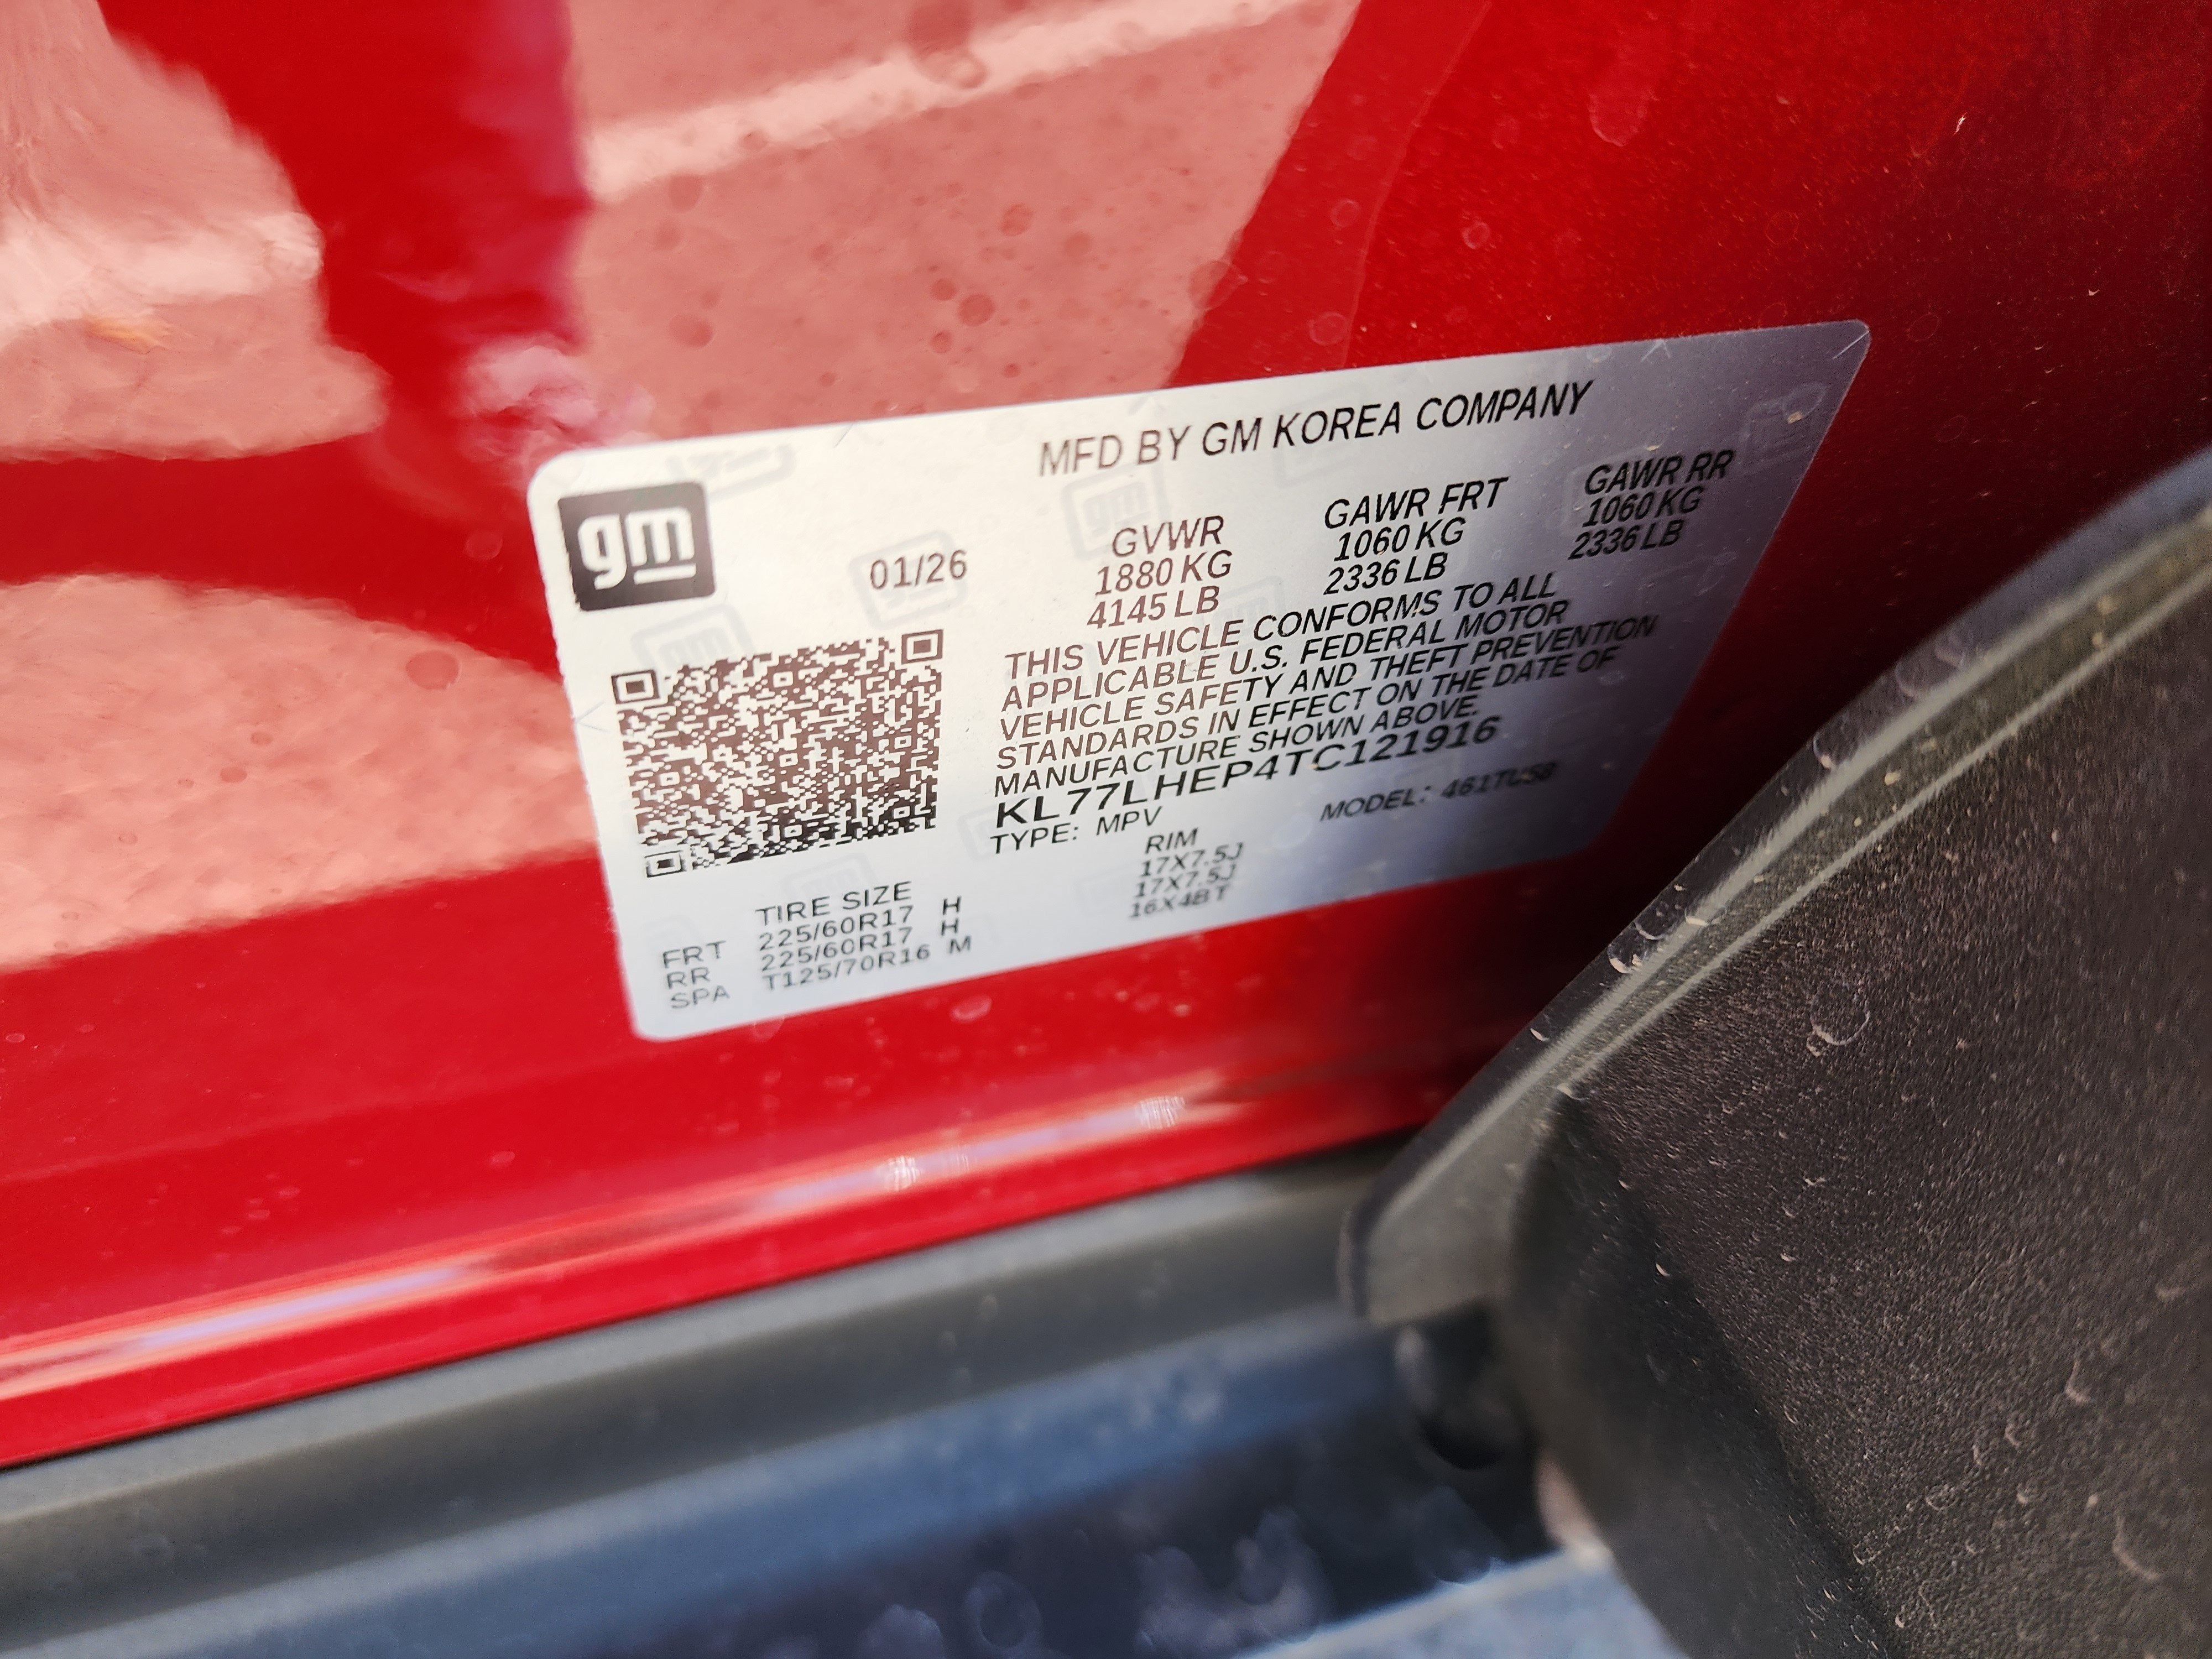 gm
MFD BY GM KOREA COMPANY
01/26
GVWR GAWR FRT GAWR RR
1880 KG 1060 KG 1060 KG
4145 LB 2336 LB 2336 LB
THIS VEHICLE CONFORMS TO ALL
APPLICABLE U.S. FEDERAL MOTOR
VEHICLE SAFETY AND THEFT PREVENTION
STANDARDS IN EFFECT ON THE DATE OF
MANUFACTURE SHOWN ABOVE.
KL77LHEP4TC121916
TYPE: MPV MODEL: 461TUS8
TIRE SIZE RIM
FRT 225/60R17 H 17X7.5J
RR 225/60R17 H 17X7.5J
SPA T125/70R16 M 16X4BT